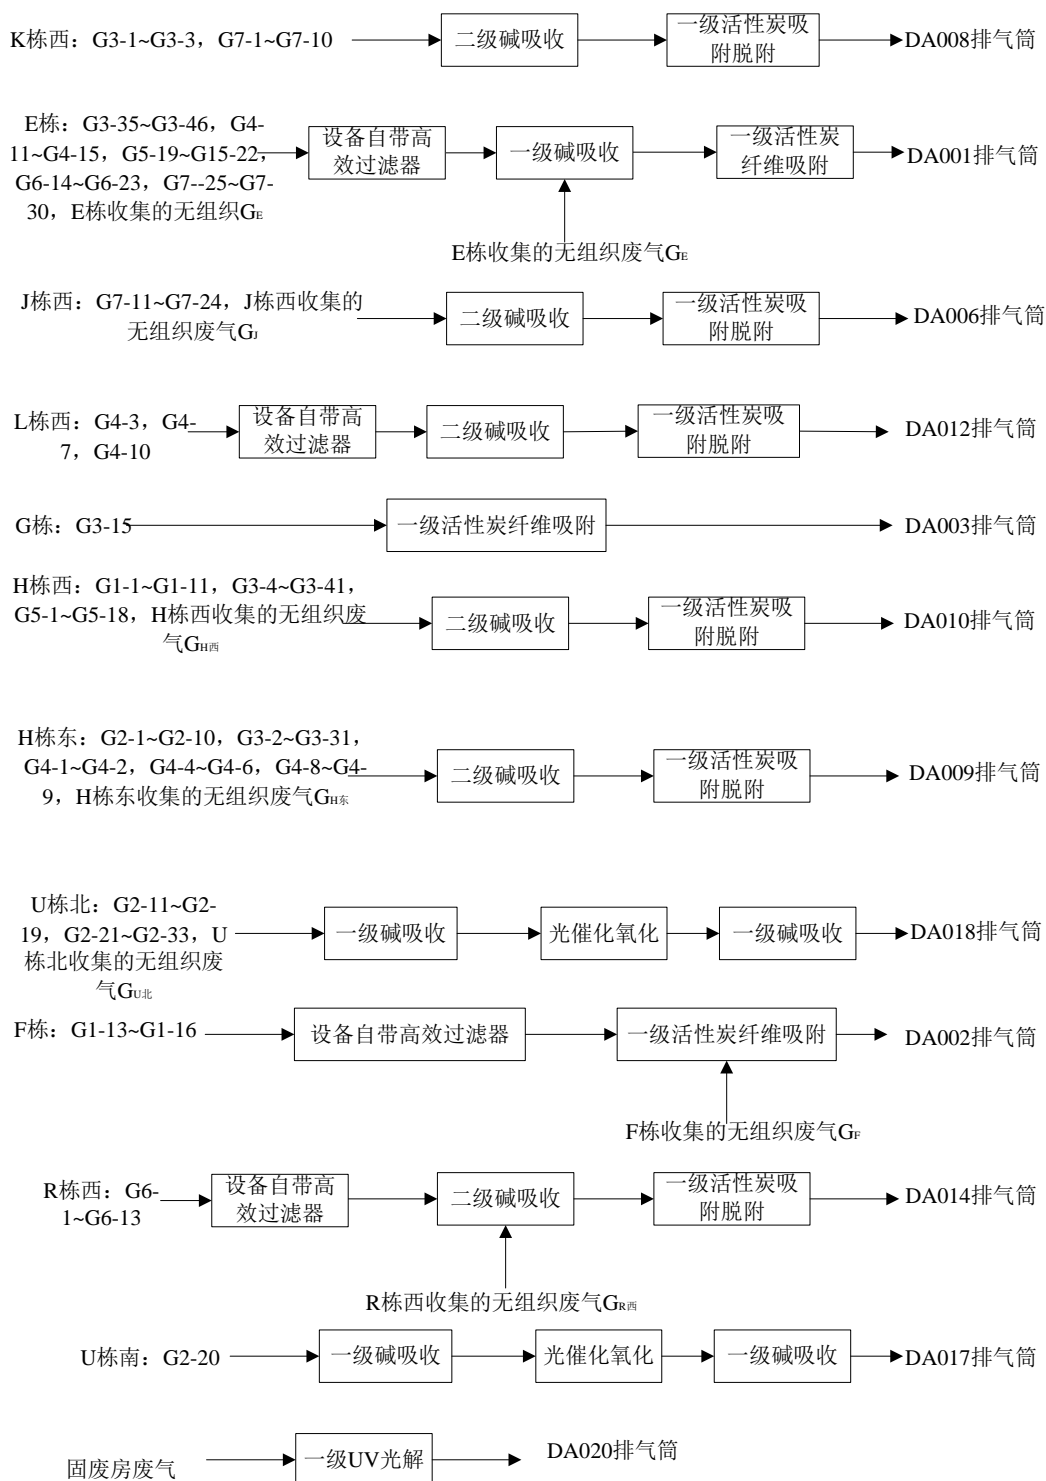 K栋西：G3-1~G3-3，G7-1~G7-10
二级碱吸收
一级活性炭吸
附脱附
DA008排气筒
E栋：G3-35~G3-46，G4-
11~G4-15，G5-19~G15-22，
G6-14~G6-23，G7--25~G7-
30，E栋收集的无组织GE
设备自带高
效过滤器
一级碱吸收
一级活性炭
纤维吸附
DA001排气筒
E栋收集的无组织废气GE
J栋西：G7-11~G7-24，J栋西收集的
无组织废气GJ
二级碱吸收
一级活性炭吸
附脱附
DA006排气筒
L栋西：G4-3，G4-
7，G4-10
设备自带高
效过滤器
二级碱吸收
一级活性炭吸
附脱附
DA012排气筒
G栋：G3-15
一级活性炭纤维吸附
DA003排气筒
H栋西：G1-1~G1-11，G3-4~G3-41，
G5-1~G5-18，H栋西收集的无组织废
气GH西
二级碱吸收
一级活性炭吸
附脱附
DA010排气筒
H栋东：G2-1~G2-10，G3-2~G3-31，
G4-1~G4-2，G4-4~G4-6，G4-8~G4-
9，H栋东收集的无组织废气GH东
二级碱吸收
一级活性炭吸
附脱附
DA009排气筒
U栋北：G2-11~G2-
19，G2-21~G2-33，U
栋北收集的无组织废
气GU北
一级碱吸收
光催化氧化
一级碱吸收
DA018排气筒
F栋：G1-13~G1-16
设备自带高效过滤器
一级活性炭纤维吸附
DA002排气筒
F栋收集的无组织废气GF
R栋西：G6-
1~G6-13
设备自带高
效过滤器
二级碱吸收
一级活性炭吸
附脱附
DA014排气筒
R栋西收集的无组织废气GR西
U栋南：G2-20
一级碱吸收
光催化氧化
一级碱吸收
DA017排气筒
固废房废气
一级UV光解
DA020排气筒